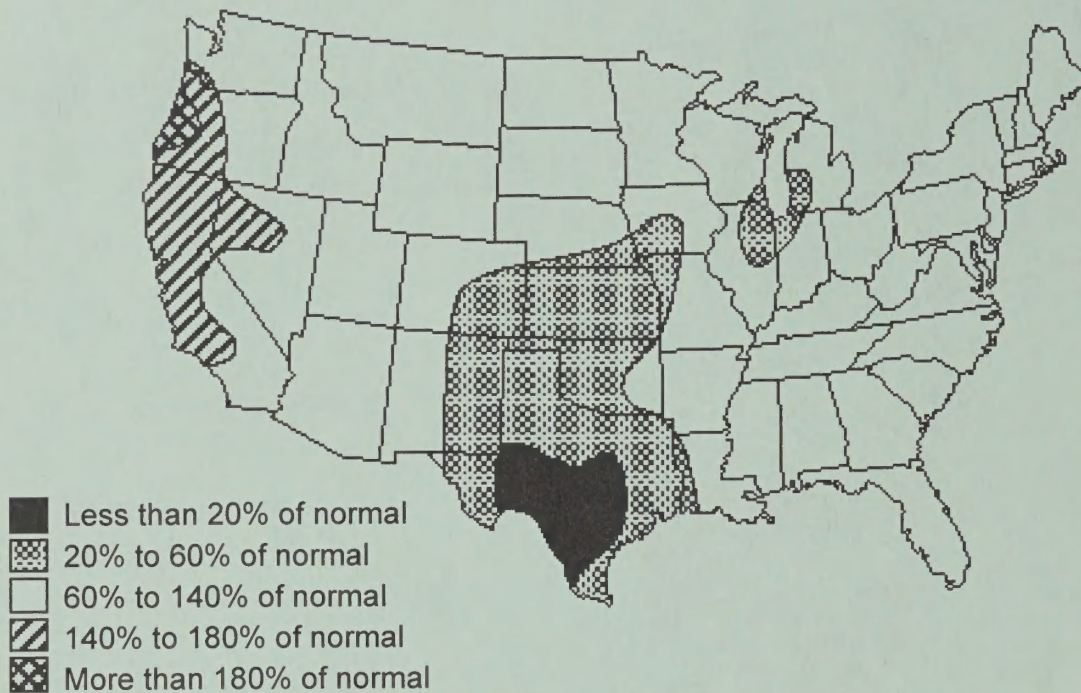 Less than 20% of normal
20% to 60% of normal
60% to 140% of normal
140% to 180% of normal
More than 180% of normal